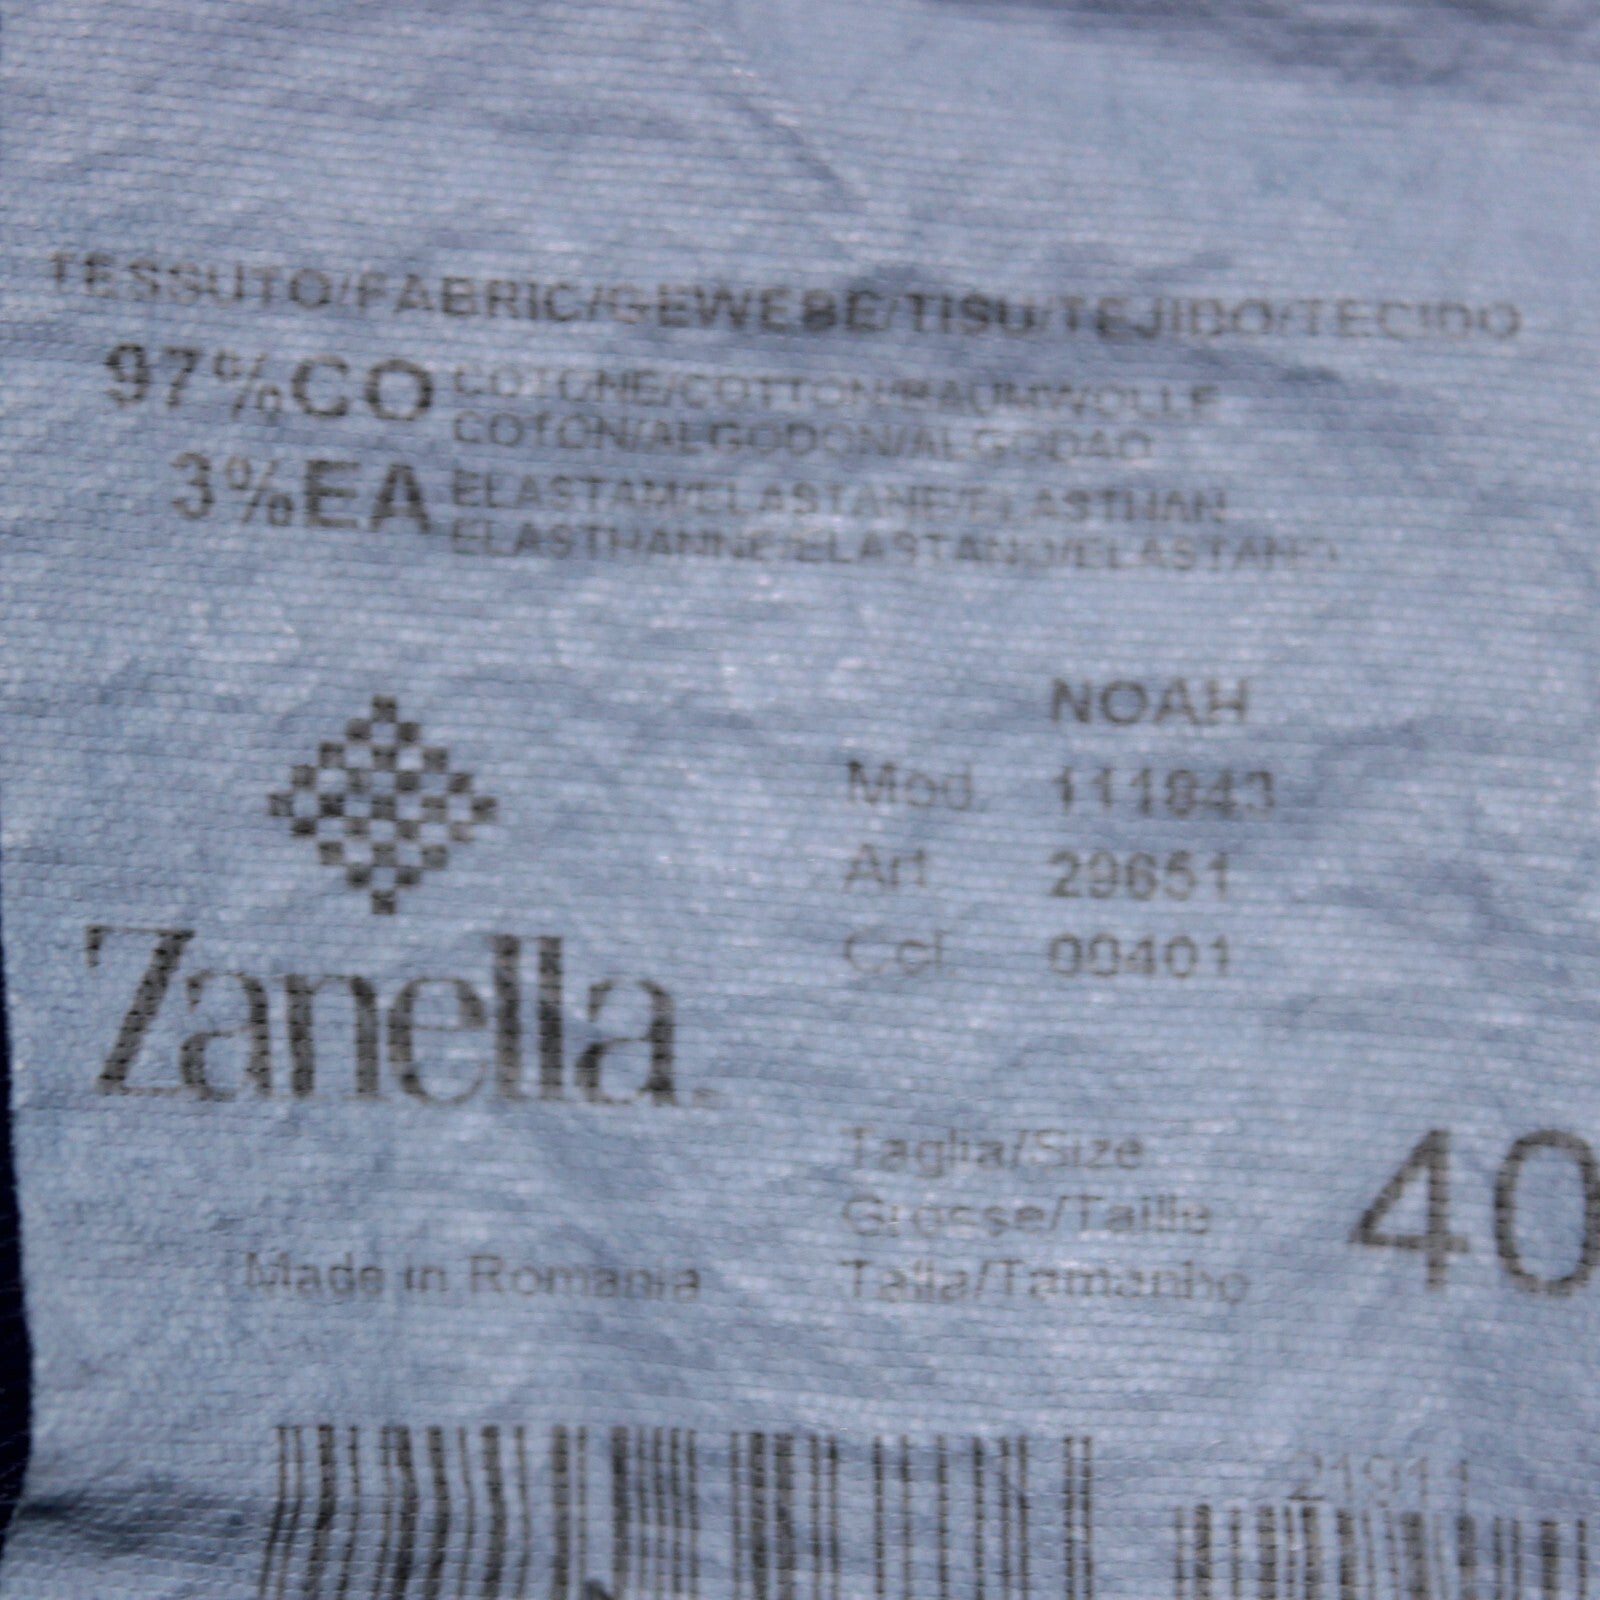 TESSUTO/FABRIC/GEWEBE/TISU/TEJIDO/TECIDO
97%CO COTONE/COTTON/BAUMWOLLE
COTON/ALGODON/ALGODAO
3%EA ELASTAM/ELASTANE/ELASTHAN
ELASTHANNE/ELASTANO/ELASTANO
NOAH
Mod 111843
Art 29651
Col 00401
Zanella
Taglia/Size
Grosse/Taille
Talla/Tamanho
40
Made in Romania